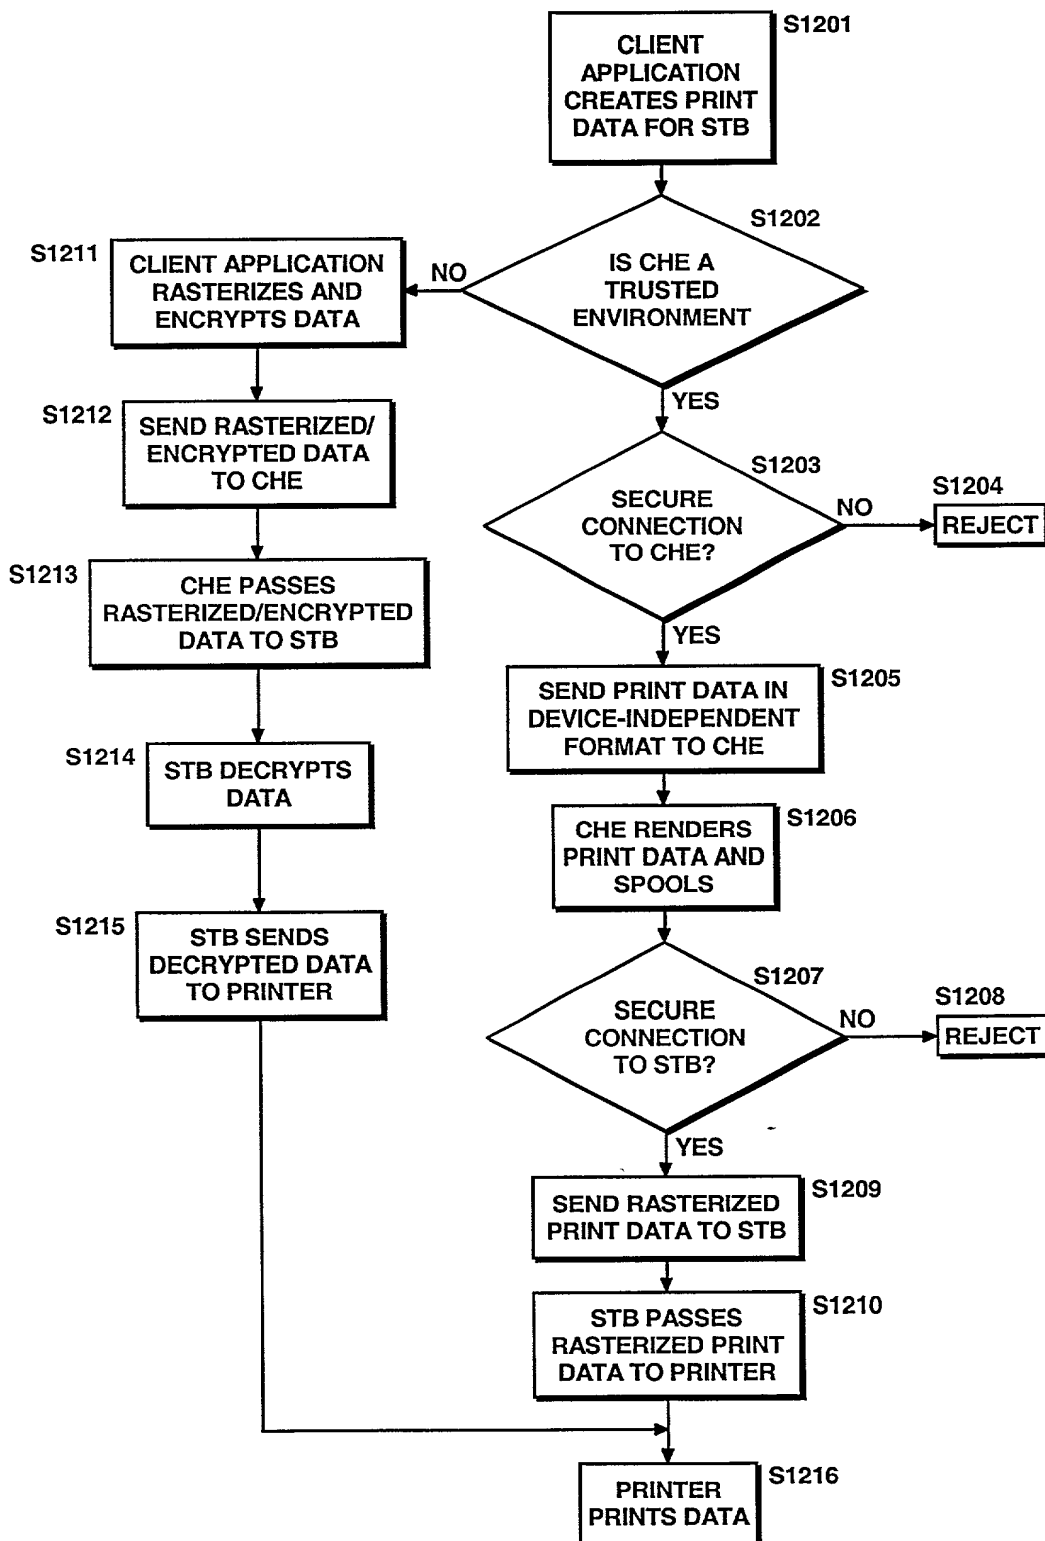 S1201
CLIENT
APPLICATION
CREATES PRINT
DATA FOR STB
S1202
IS CHE A
TRUSTED
ENVIRONMENT
NO
YES
S1211
CLIENT APPLICATION
RASTERIZES AND
ENCRYPTS DATA
S1212
SEND RASTERIZED/
ENCRYPTED DATA
TO CHE
S1213
CHE PASSES
RASTERIZED/ENCRYPTED
DATA TO STB
S1214
STB DECRYPTS
DATA
S1215
STB SENDS
DECRYPTED DATA
TO PRINTER
S1203
SECURE
CONNECTION
TO CHE?
NO
S1204
REJECT
YES
S1205
SEND PRINT DATA IN
DEVICE-INDEPENDENT
FORMAT TO CHE
S1206
CHE RENDERS
PRINT DATA AND
SPOOLS
S1207
SECURE
CONNECTION
TO STB?
NO
S1208
REJECT
YES
S1209
SEND RASTERIZED
PRINT DATA TO STB
S1210
STB PASSES
RASTERIZED PRINT
DATA TO PRINTER
S1216
PRINTER
PRINTS DATA